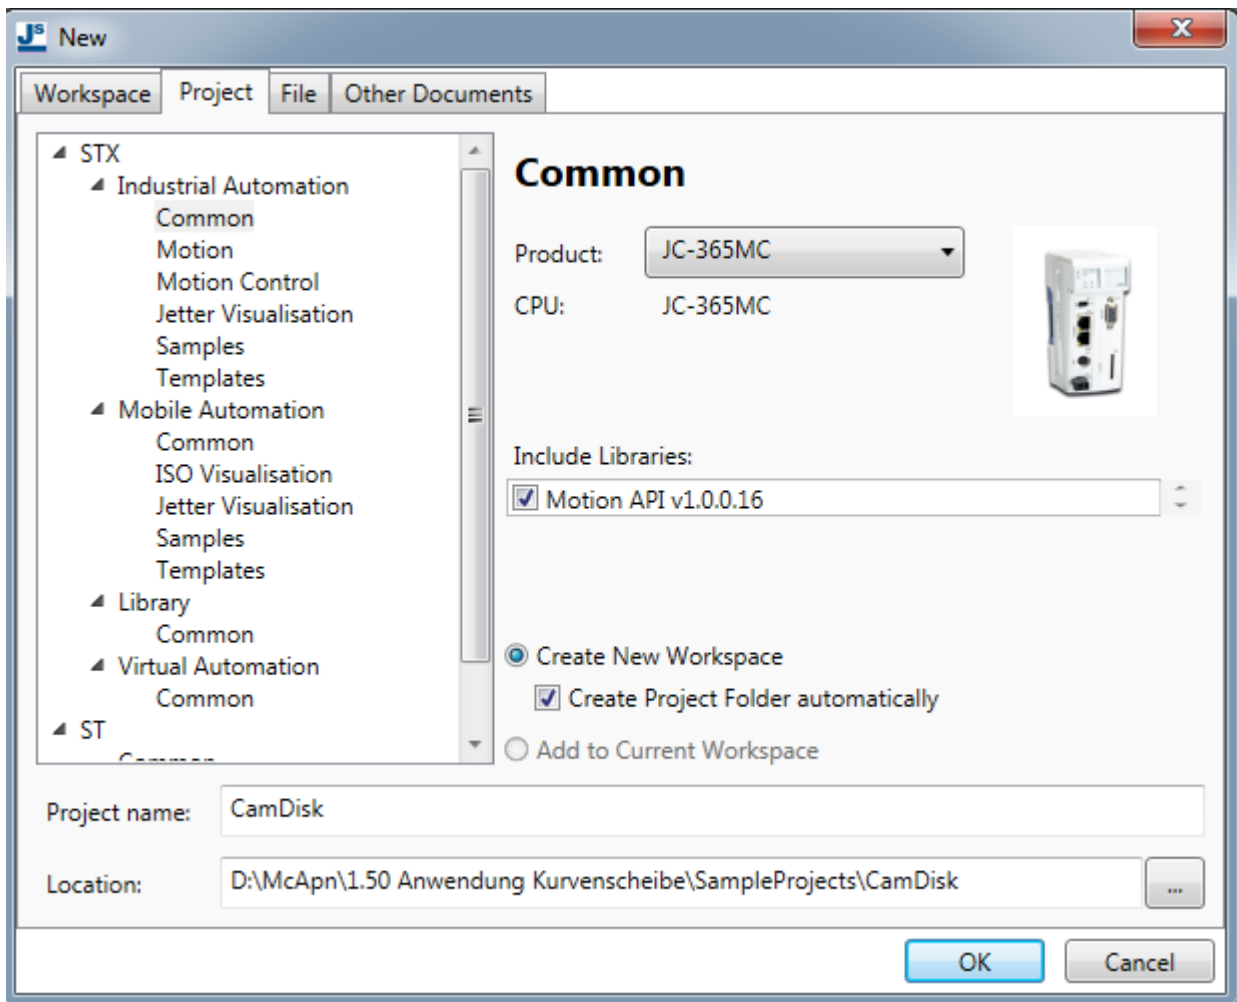 JS New
X
Workspace Project File Other Documents
STX
Industrial Automation
Common
Motion
Motion Control
Jetter Visualisation
Samples
Templates
Mobile Automation
Common
ISO Visualisation
Jetter Visualisation
Samples
Templates
Library
Common
Virtual Automation
Common
ST
Common
Common
Product: JC-365MC
CPU: JC-365MC
Include Libraries:
Motion API v1.0.0.16
Create New Workspace
Create Project Folder automatically
Add to Current Workspace
Project name: CamDisk
Location: D:\McApn\1.50 Anwendung Kurvenscheibe\SampleProjects\CamDisk ...
OK Cancel